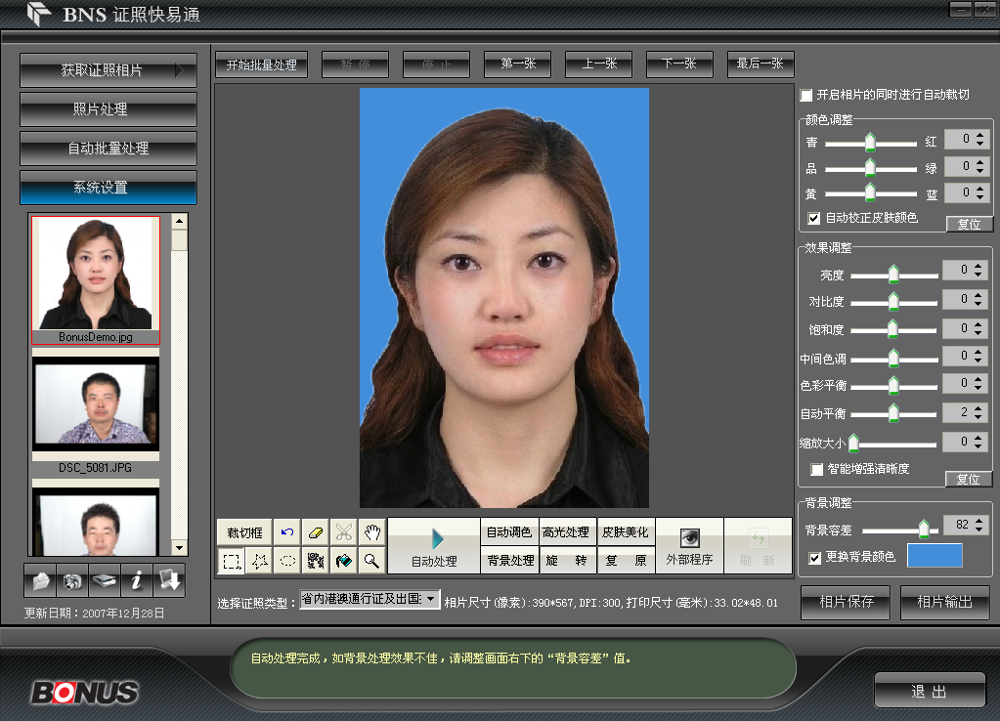 BNS 证照快易通
获取证照相片
照片处理
自动批量处理
系统设置
BonusDemo.jpg
DSC_5081.JPG
更新日期：2007年12月28日
开始批量处理
暂 停
停 止
第一张
上一张
下一张
最后一张
裁切框
自动处理
自动调色
高光处理
皮肤美化
背景处理
旋 转
复 原
外部程序
刷 新
选择证照类型：
省内港澳通行证及出国:
相片尺寸(像素):390*567,DPI:300,打印尺寸(毫米):33.02*48.01
开启相片的同时进行自动裁切
颜色调整
青 红 0
品 绿 0
黄 蓝 0
自动校正皮肤颜色
复位
效果调整
亮度 0
对比度 0
饱和度 0
中间色调 0
色彩平衡 0
自动平衡 2
缩放大小 0
智能增强清晰度
复位
背景调整
背景容差 82
更换背景颜色
相片保存
相片输出
自动处理完成，如背景处理效果不佳，请调整画面右下的“背景容差”值。
BONUS
退 出